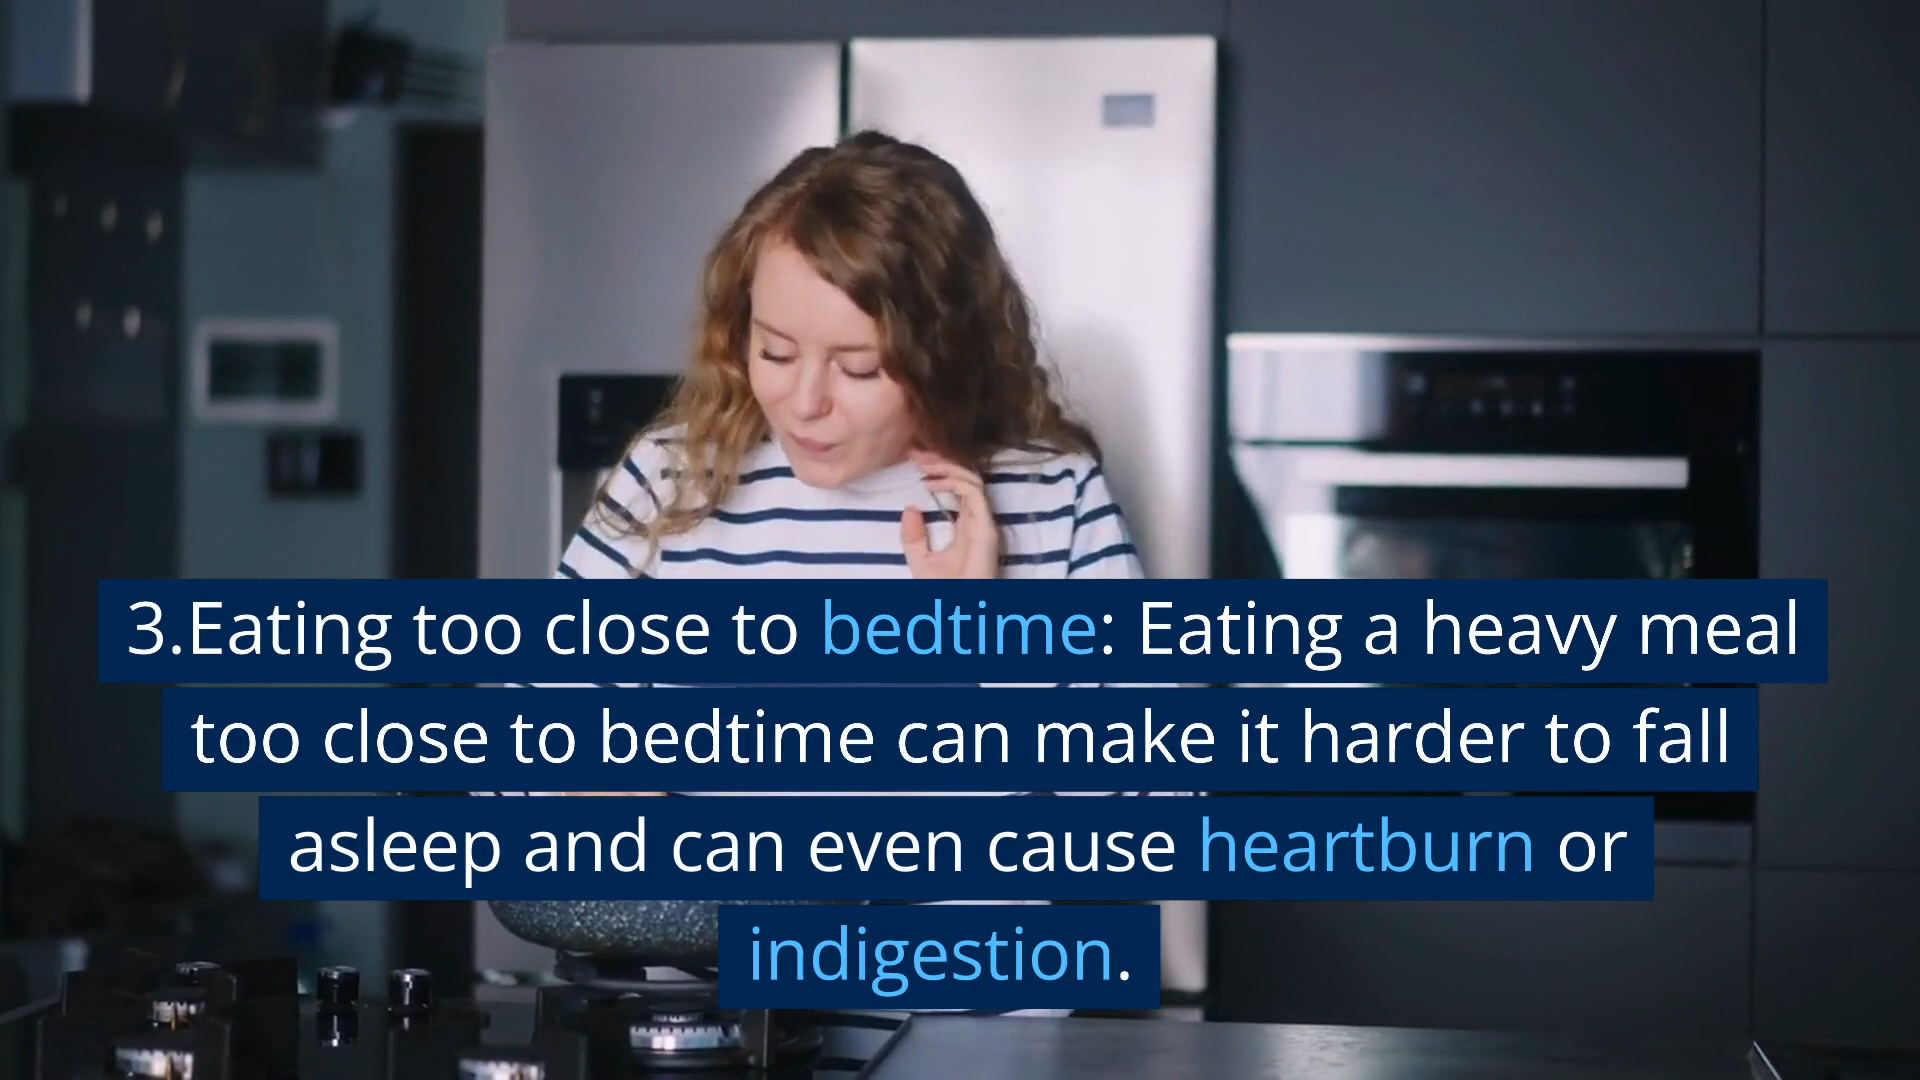 3.Eating too close to bedtime: Eating a heavy meal
too close to bedtime can make it harder to fall
asleep and can even cause heartburn or
indigestion.